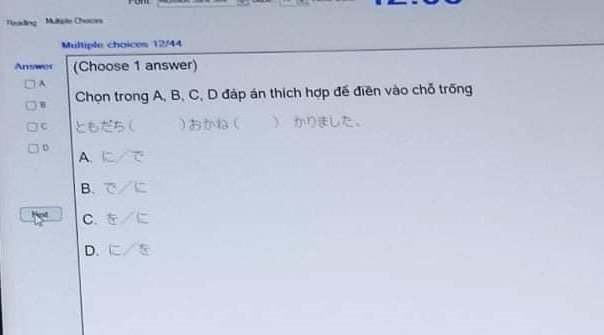 Reading Multiple Choices
Multiple choices 12/44
Answer
(Choose 1 answer)
A
Chọn trong A, B, C, D đáp án thích hợp để điền vào chỗ trống
B
C
ともだち ( ) おかね ( ) かりました。
D
A. に／で
B. で／に
Next
C. を／に
D. に／を